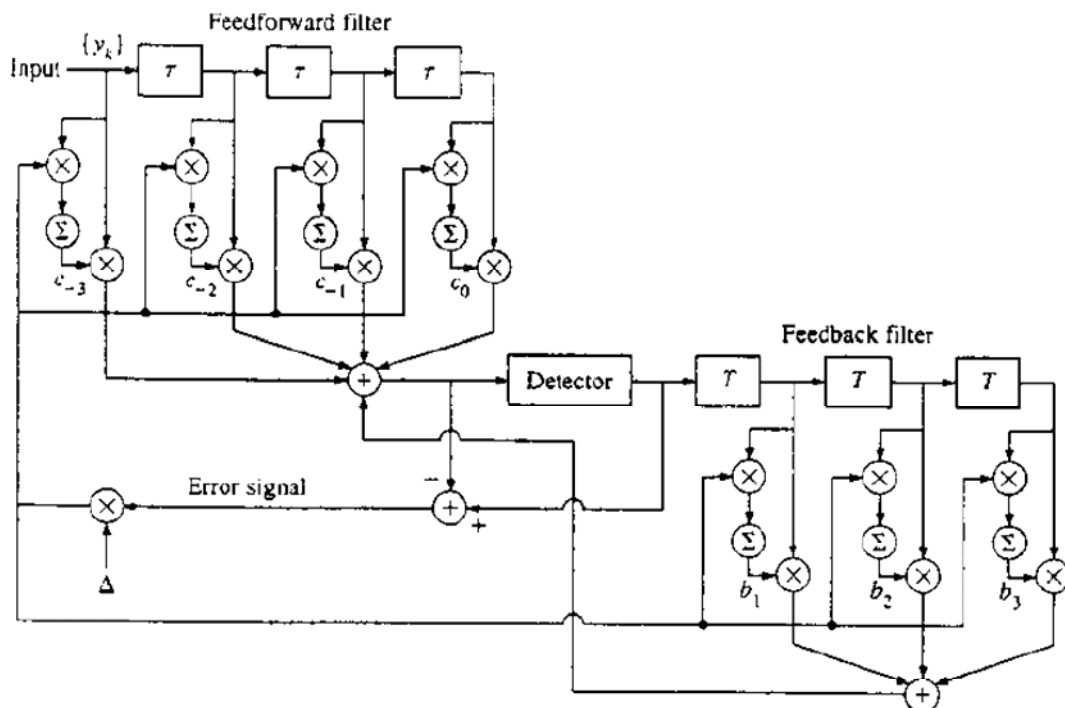 Feedforward filter
{y_k}
Input
τ
τ
τ
×
×
×
×
Σ
Σ
Σ
Σ
×
×
×
×
c_{-3}
c_{-2}
c_{-1}
c_0
Feedback filter
+
Detector
T
T
T
×
×
×
Error signal
−
×
+
+
Σ
Σ
Σ
Δ
×
×
×
b_1
b_2
b_3
+